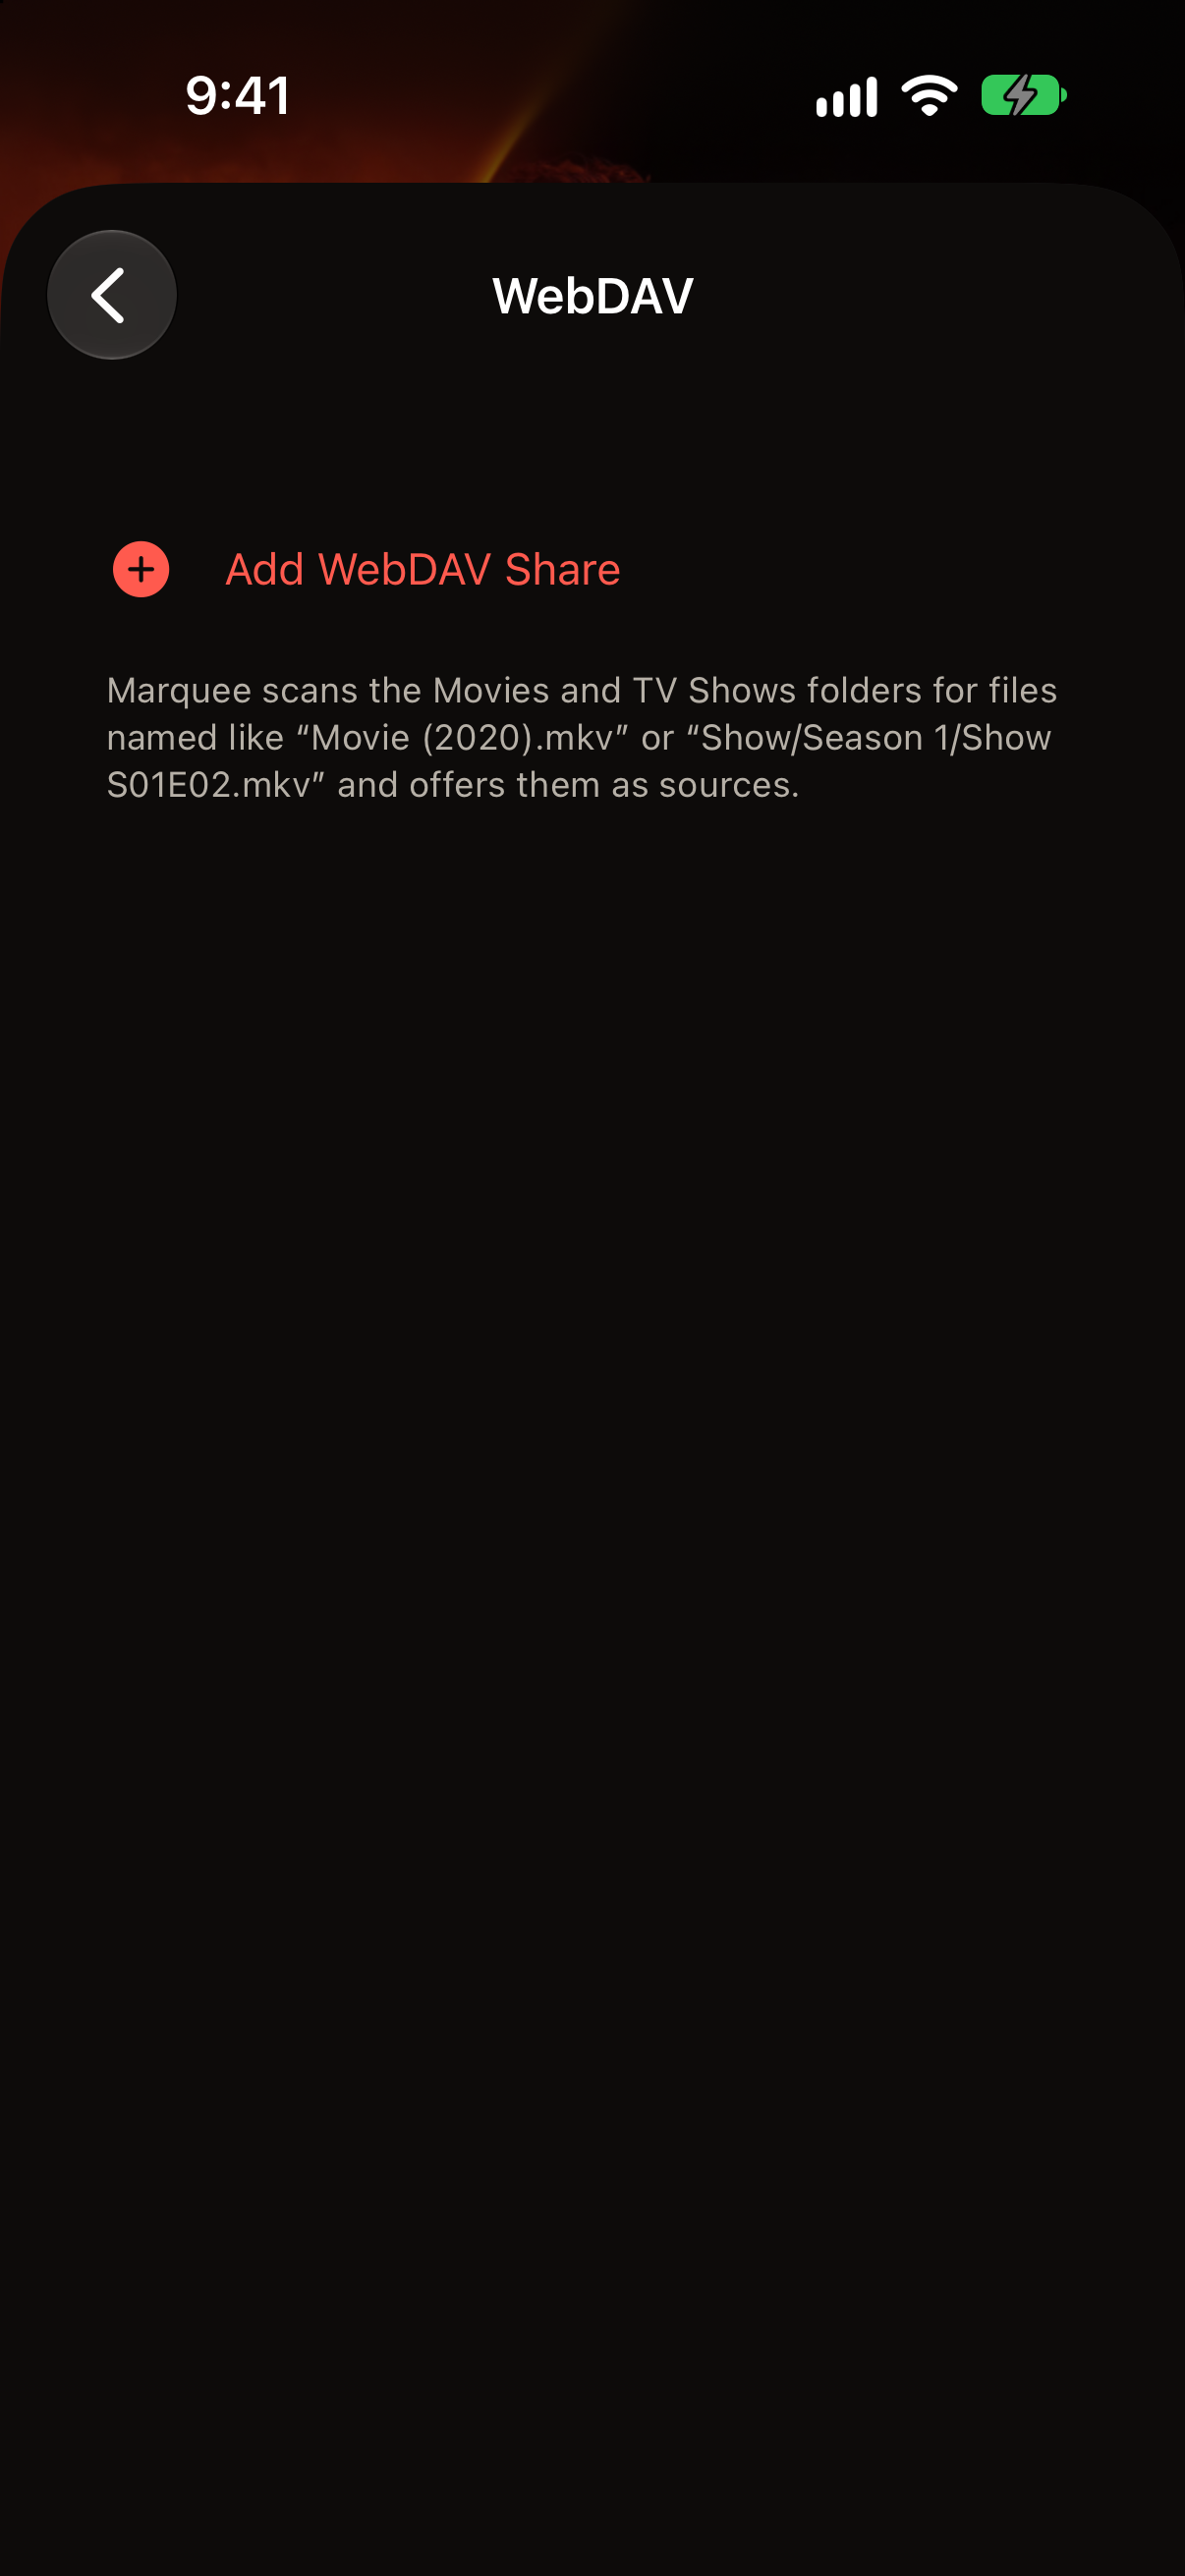 9:41
WebDAV
Add WebDAV Share
Marquee scans the Movies and TV Shows folders for files
named like “Movie (2020).mkv” or “Show/Season 1/Show
S01E02.mkv” and offers them as sources.